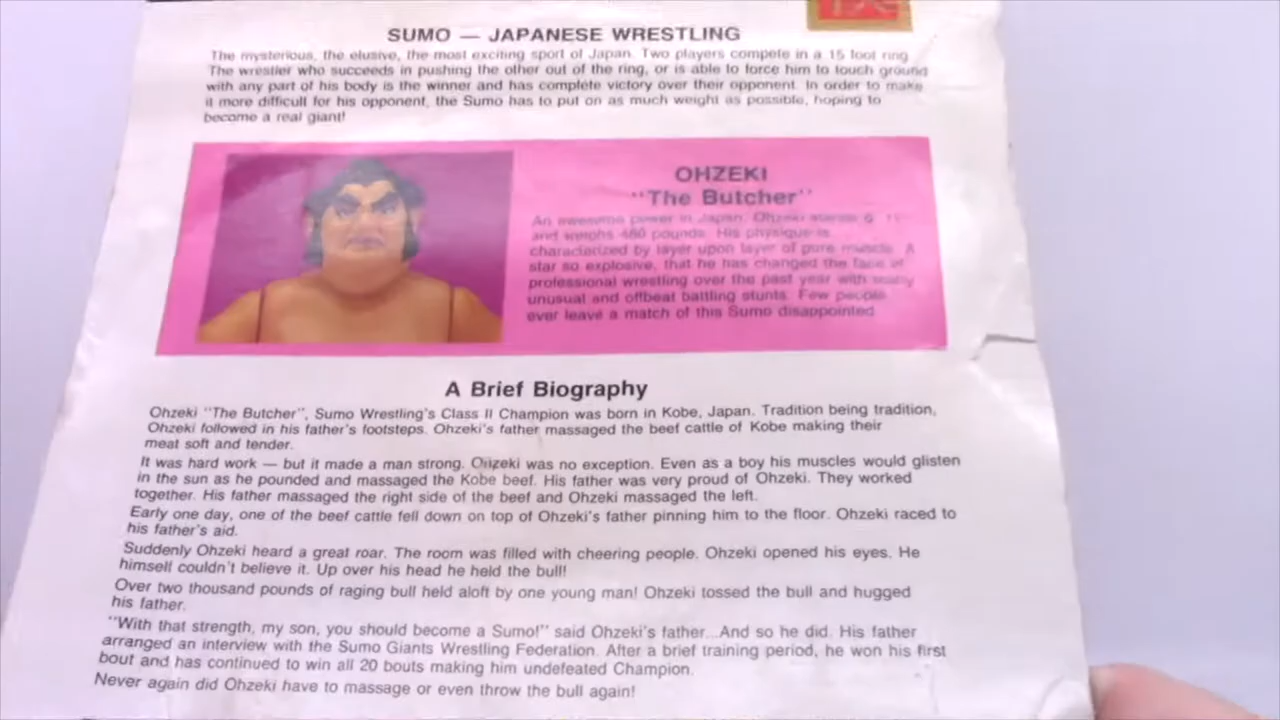 SUMO — JAPANESE WRESTLING
The mysterious, the elusive, the most exciting sport of Japan. Two players compete in a 15 foot ring
The wrestler who succeeds in pushing the other out of the ring, or is able to force him to touch ground
with any part of his body is the winner and has complete victory over their opponent. In order to make
it more difficult for his opponent, the Sumo has to put on as much weight as possible, hoping to
become a real giant!
OHZEKI
"The Butcher"
An awesome power in Japan. Ohzeki stands 6
and weighs 480 pounds. His physique is
characterized by layer upon layer of pure muscle. A
star so explosive, that he has changed the face of
professional wrestling over the past year with many
unusual and offbeat battling stunts. Few people
ever leave a match of this Sumo disappointed
A Brief Biography
Ohzeki "The Butcher", Sumo Wrestling's Class II Champion was born in Kobe, Japan. Tradition being tradition,
Ohzeki followed in his father's footsteps. Ohzeki's father massaged the beef cattle of Kobe making their
meat soft and tender.
It was hard work — but it made a man strong. Ohzeki was no exception. Even as a boy his muscles would glisten
in the sun as he pounded and massaged the Kobe beef. His father was very proud of Ohzeki. They worked
together. His father massaged the right side of the beef and Ohzeki massaged the left.
Early one day, one of the beef cattle fell down on top of Ohzeki's father pinning him to the floor. Ohzeki raced to
his father's aid.
Suddenly Ohzeki heard a great roar. The room was filled with cheering people. Ohzeki opened his eyes. He
himself couldn't believe it. Up over his head he held the bull!
Over two thousand pounds of raging bull held aloft by one young man! Ohzeki tossed the bull and hugged
his father.
"With that strength, my son, you should become a Sumo!" said Ohzeki's father...And so he did. His father
arranged an interview with the Sumo Giants Wrestling Federation. After a brief training period, he won his first
bout and has continued to win all 20 bouts making him undefeated Champion.
Never again did Ohzeki have to massage or even throw the bull again!